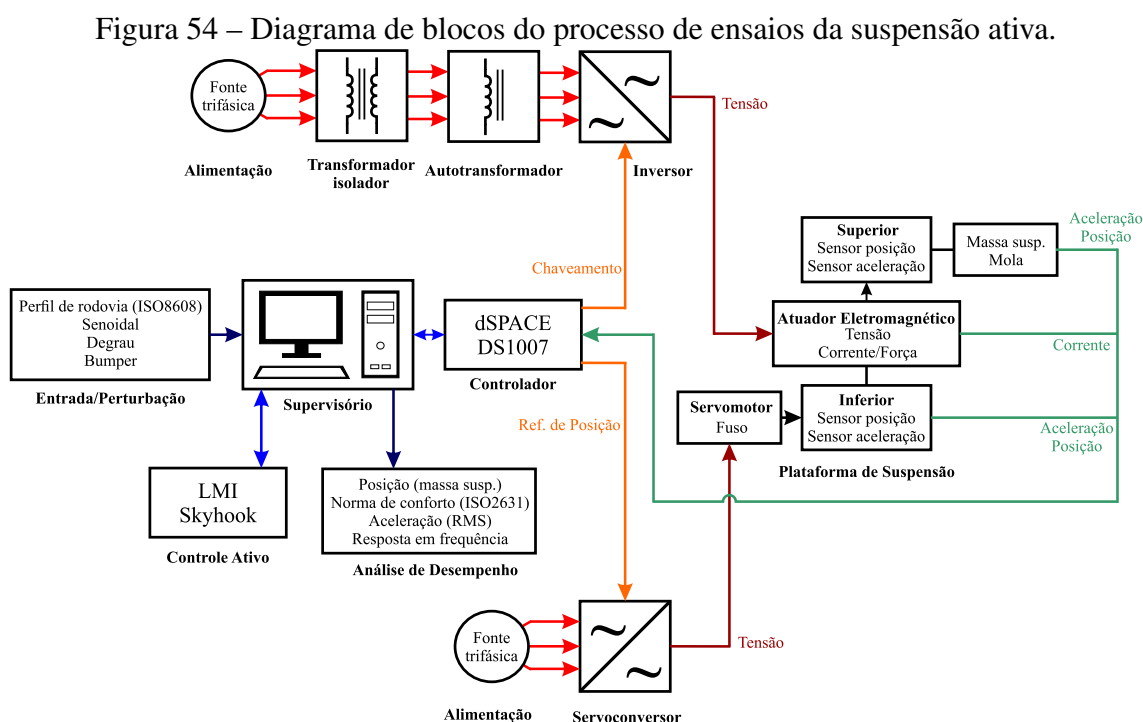 Figura 54 – Diagrama de blocos do processo de ensaios da suspensão ativa.
Fonte
trifásica
Alimentação
Transformador
isolador
Autotransformador
Inversor
Tensão
Chaveamento
Superior
Sensor posição
Sensor aceleração
Massa susp.
Mola
Aceleração
Posição
Perfil de rodovia (ISO8608)
Senoidal
Degrau
Bumper
Entrada/Perturbação
Supervisório
dSPACE
DS1007
Controlador
Atuador Eletromagnético
Tensão
Corrente/Força
Corrente
Ref. de Posição
Servomotor
Fuso
Inferior
Sensor posição
Sensor aceleração
Aceleração
Posição
Plataforma de Suspensão
LMI
Skyhook
Controle Ativo
Posição (massa susp.)
Norma de conforto (ISO2631)
Aceleração (RMS)
Resposta em frequência
Análise de Desempenho
Fonte
trifásica
Alimentação
Servoconversor
Tensão